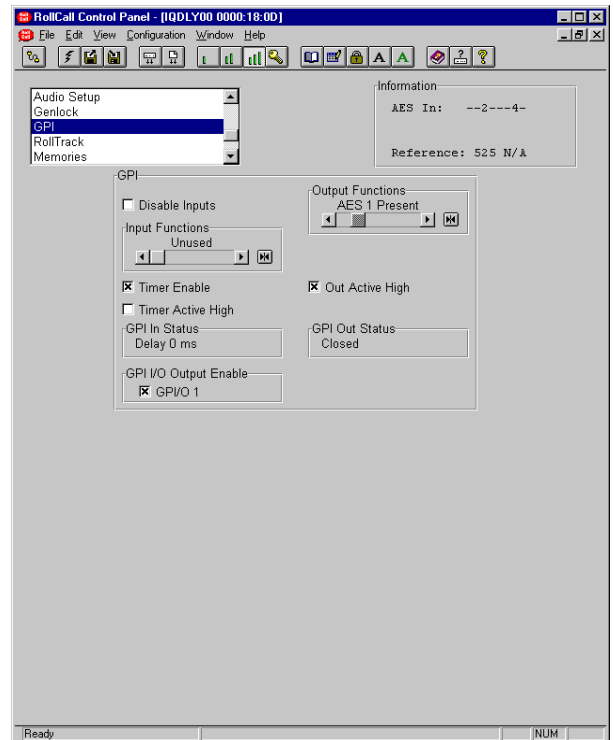 RollCall Control Panel - [IQDLY00 0000:18:0D]
File Edit View Configuration Window Help
A A
Audio Setup
Genlock
GPI
RollTrack
Memories
Information
AES In: --2---4-
Reference: 525 N/A
GPI
Disable Inputs
Output Functions
AES 1 Present
Input Functions
Unused
Timer Enable
Out Active High
Timer Active High
GPI In Status
Delay 0 ms
GPI Out Status
Closed
GPI I/O Output Enable
GPI/O 1
Ready
NUM